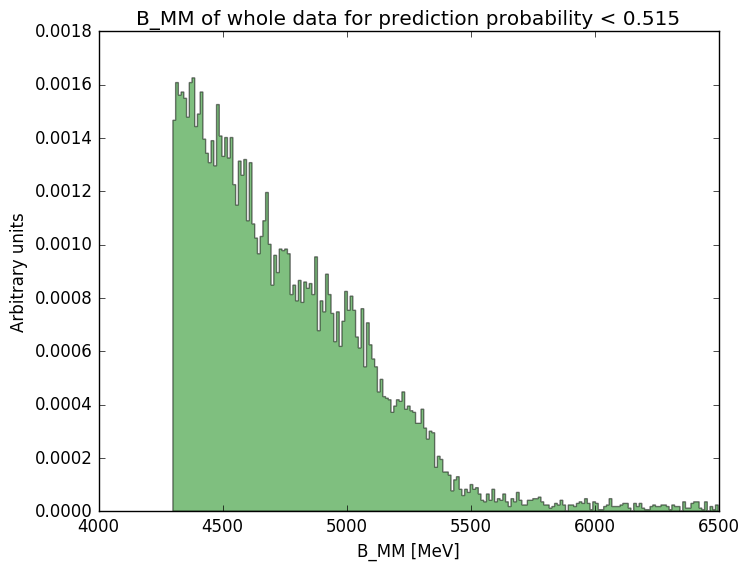 B_MM of whole data for prediction probability < 0.515
0.0018
0.0016
0.0014
0.0012
0.0010
0.0008
0.0006
0.0004
0.0002
0.0000
Arbitrary units
4000 4500 5000 5500 6000 6500
B_MM [MeV]